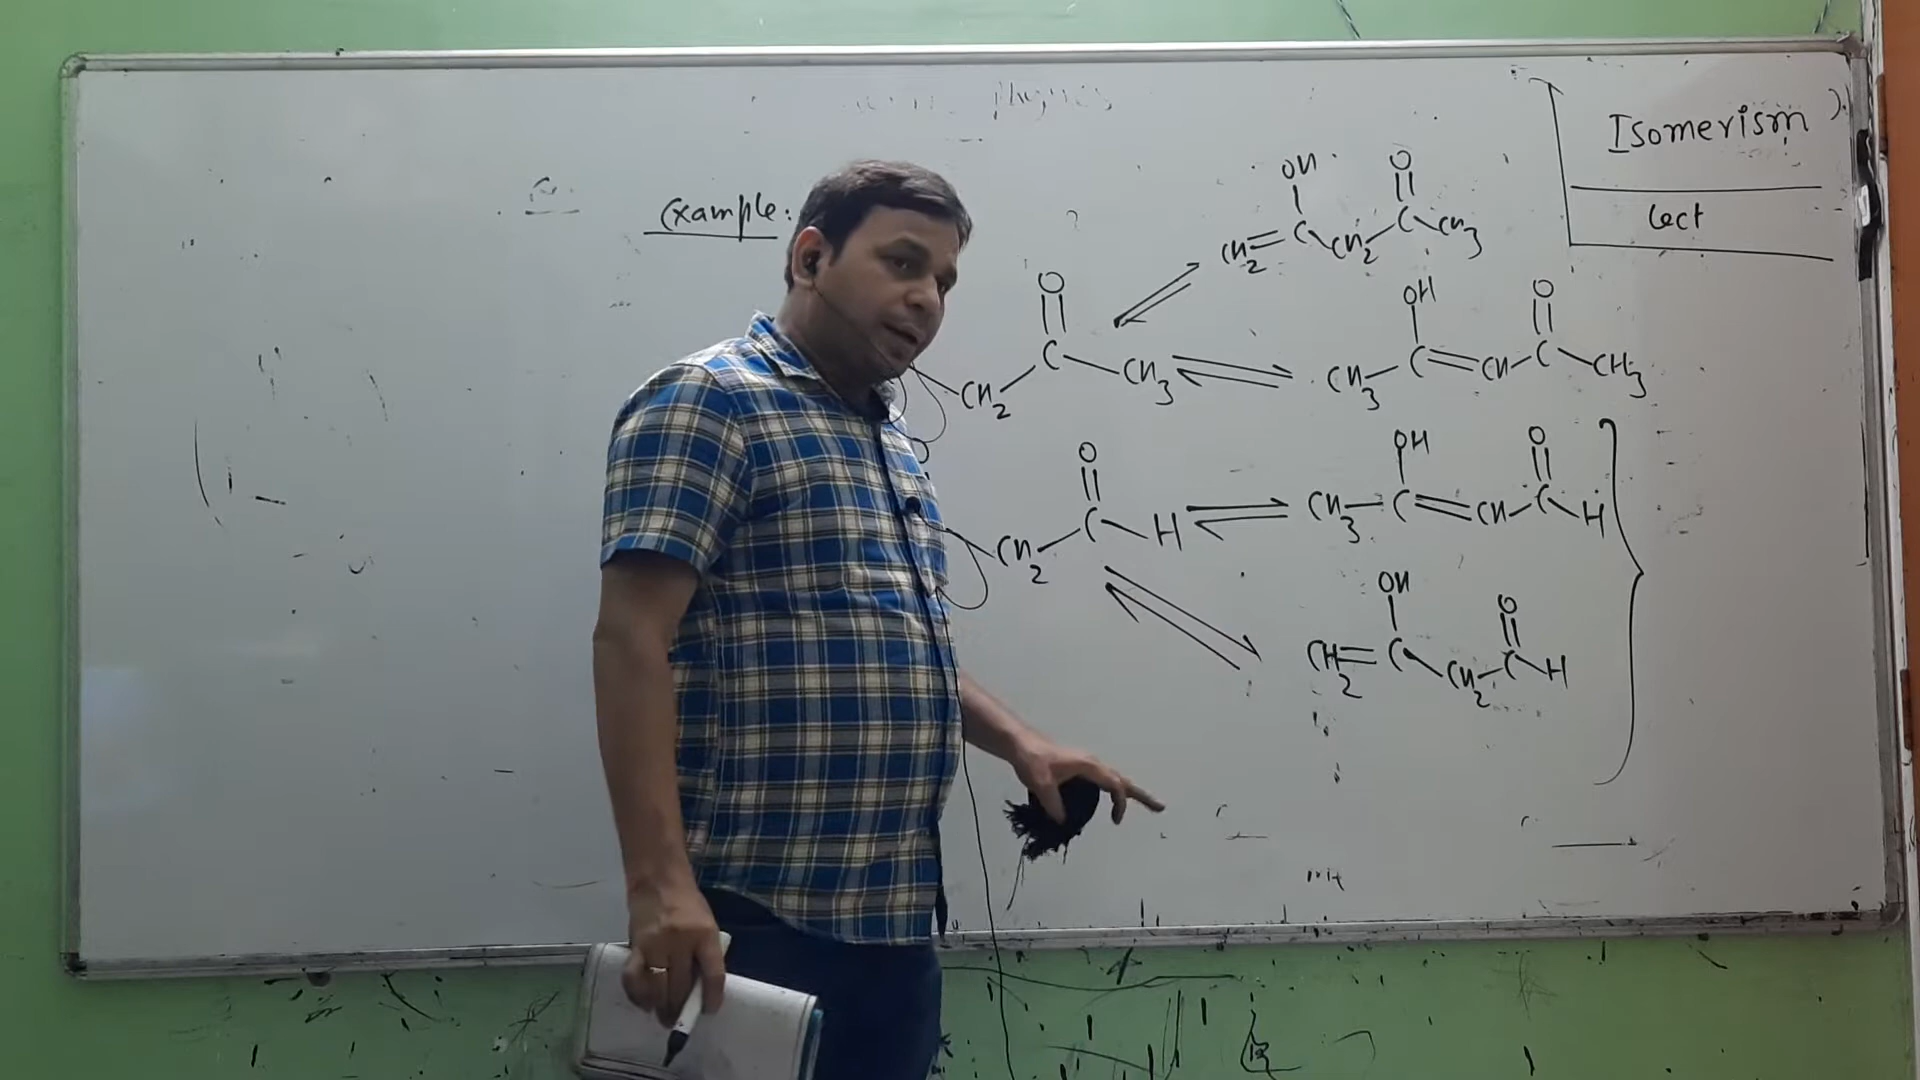 Isomerism
Lect
Example:
OH O
CH2=C CH2 C CH3
O OH O
CH2 C CH3 CH3 C=CH C CH3
O OH O
CH2 C H CH3 C=CH C H
OH O
CH2=C CH2 C H